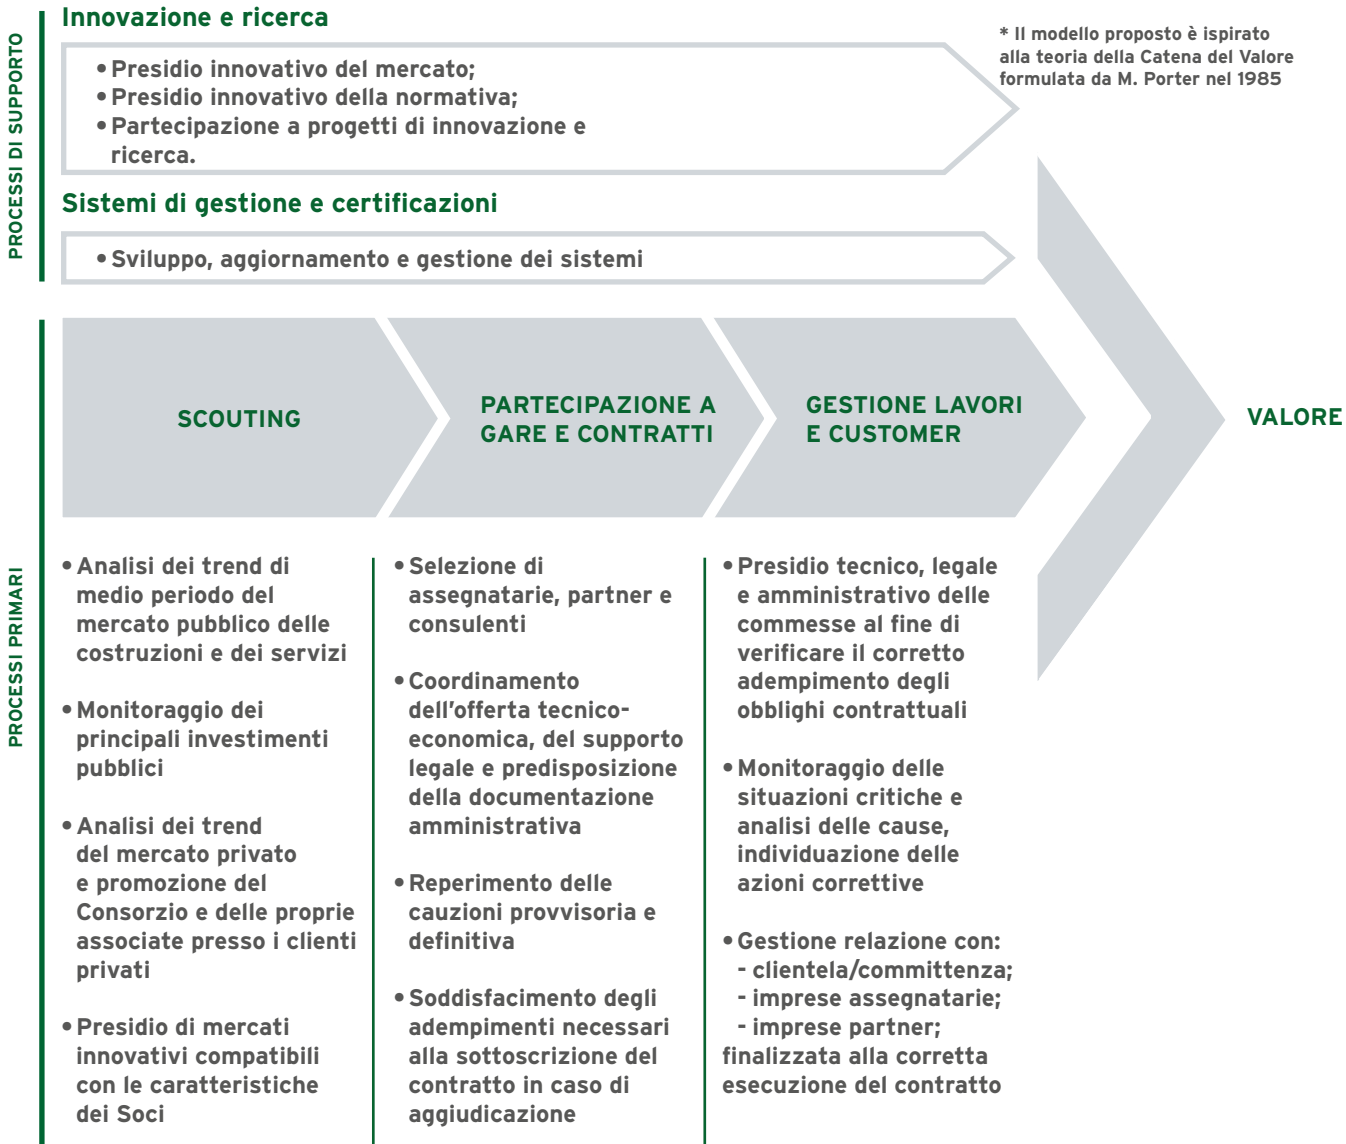 Innovazione e ricerca
* Il modello proposto è ispirato
alla teoria della Catena del Valore
formulata da M. Porter nel 1985
PROCESSI DI SUPPORTO
• Presidio innovativo del mercato;
• Presidio innovativo della normativa;
• Partecipazione a progetti di innovazione e
ricerca.
Sistemi di gestione e certificazioni
• Sviluppo, aggiornamento e gestione dei sistemi
SCOUTING
PARTECIPAZIONE A
GARE E CONTRATTI
GESTIONE LAVORI
E CUSTOMER
VALORE
PROCESSI PRIMARI
• Analisi dei trend di
medio periodo del
mercato pubblico delle
costruzioni e dei servizi
• Monitoraggio dei
principali investimenti
pubblici
• Analisi dei trend
del mercato privato
e promozione del
Consorzio e delle proprie
associate presso i clienti
privati
• Presidio di mercati
innovativi compatibili
con le caratteristiche
dei Soci
• Selezione di
assegnatarie, partner e
consulenti
• Coordinamento
dell'offerta tecnico-
economica, del supporto
legale e predisposizione
della documentazione
amministrativa
• Reperimento delle
cauzioni provvisoria e
definitiva
• Soddisfacimento degli
adempimenti necessari
alla sottoscrizione del
contratto in caso di
aggiudicazione
• Presidio tecnico, legale
e amministrativo delle
commesse al fine di
verificare il corretto
adempimento degli
obblighi contrattuali
• Monitoraggio delle
situazioni critiche e
analisi delle cause,
individuazione delle
azioni correttive
• Gestione relazione con:
- clientela/committenza;
- imprese assegnatarie;
- imprese partner;
finalizzata alla corretta
esecuzione del contratto